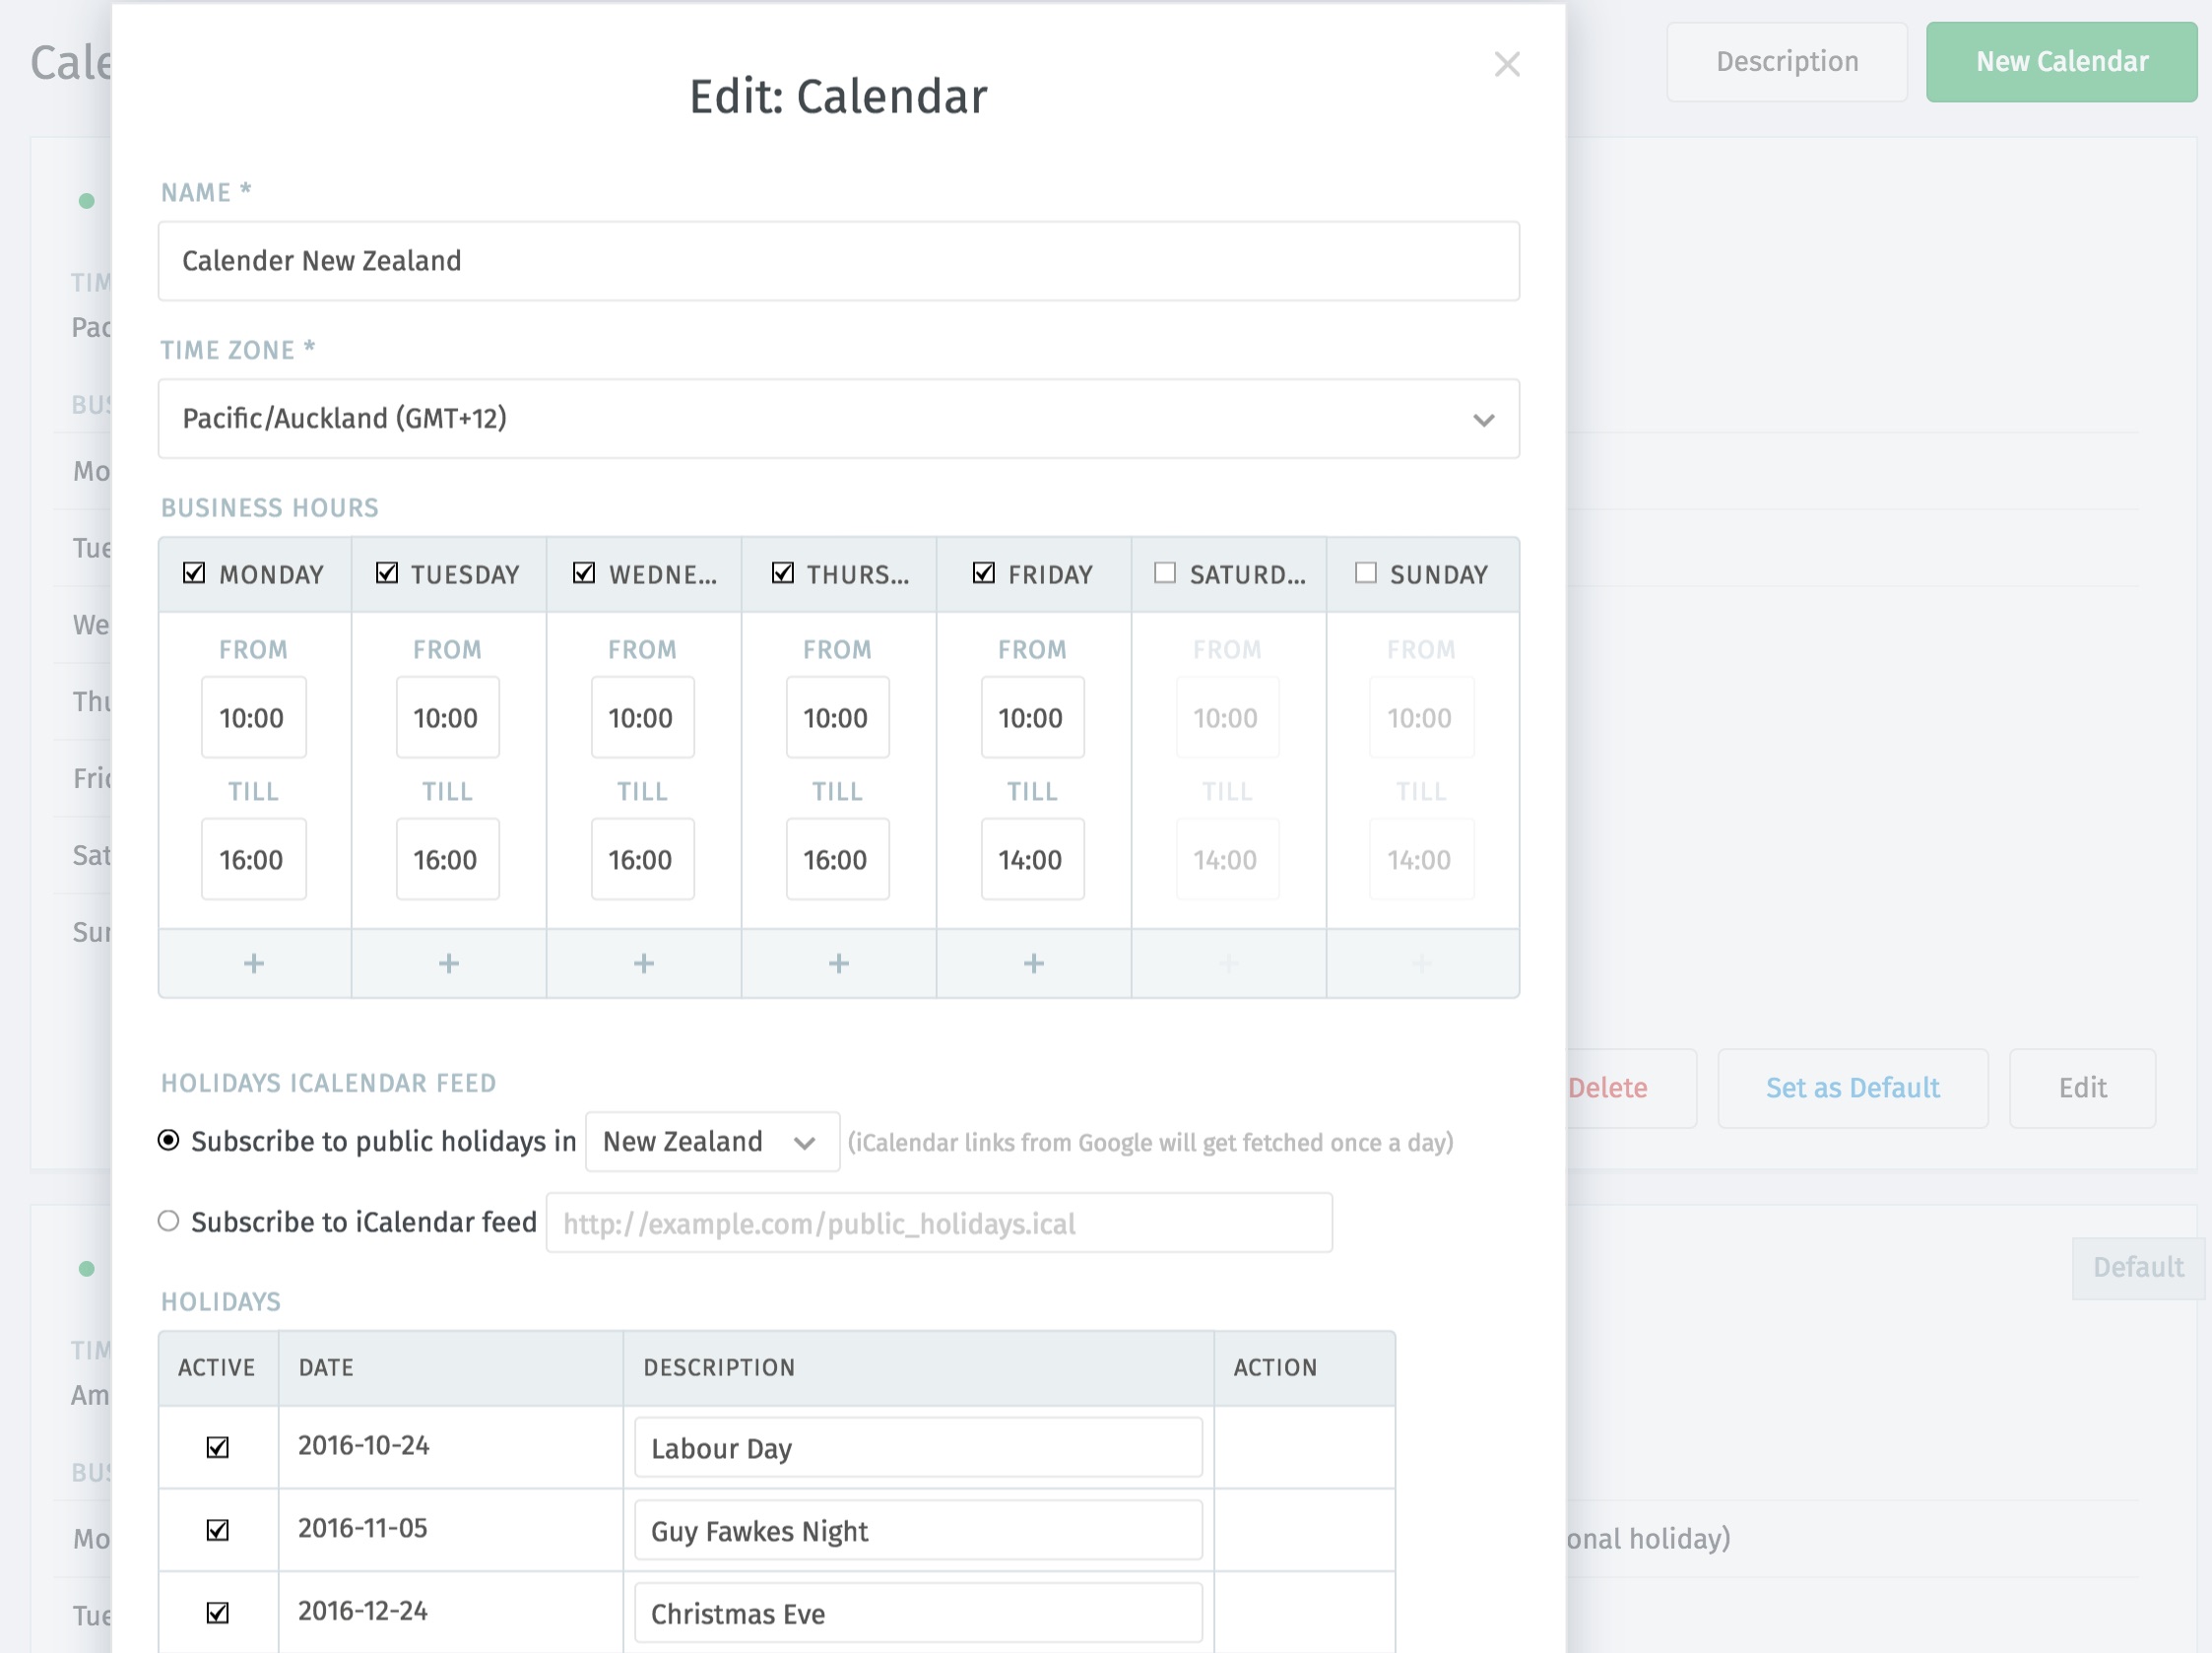 Cale
Description
New Calendar
Edit: Calendar
NAME *
Calender New Zealand
TIME ZONE *
Pacific/Auckland (GMT+12)
BUSINESS HOURS
MONDAY TUESDAY WEDNE... THURS... FRIDAY SATURD... SUNDAY
FROM FROM FROM FROM FROM FROM FROM
10:00 10:00 10:00 10:00 10:00 10:00 10:00
TILL TILL TILL TILL TILL TILL TILL
16:00 16:00 16:00 16:00 14:00 14:00 14:00
+ + + + + + +
HOLIDAYS ICALENDAR FEED
Subscribe to public holidays in New Zealand (iCalendar links from Google will get fetched once a day)
Subscribe to iCalendar feed http://example.com/public_holidays.ical
HOLIDAYS
ACTIVE DATE DESCRIPTION ACTION
2016-10-24 Labour Day
2016-11-05 Guy Fawkes Night
2016-12-24 Christmas Eve
TIM
Pac
BUS
Mo
Tue
We
Thu
Frid
Sat
Sun
Delete
Set as Default
Edit
Default
TIM
Am
BUS
Mo
onal holiday)
Tue